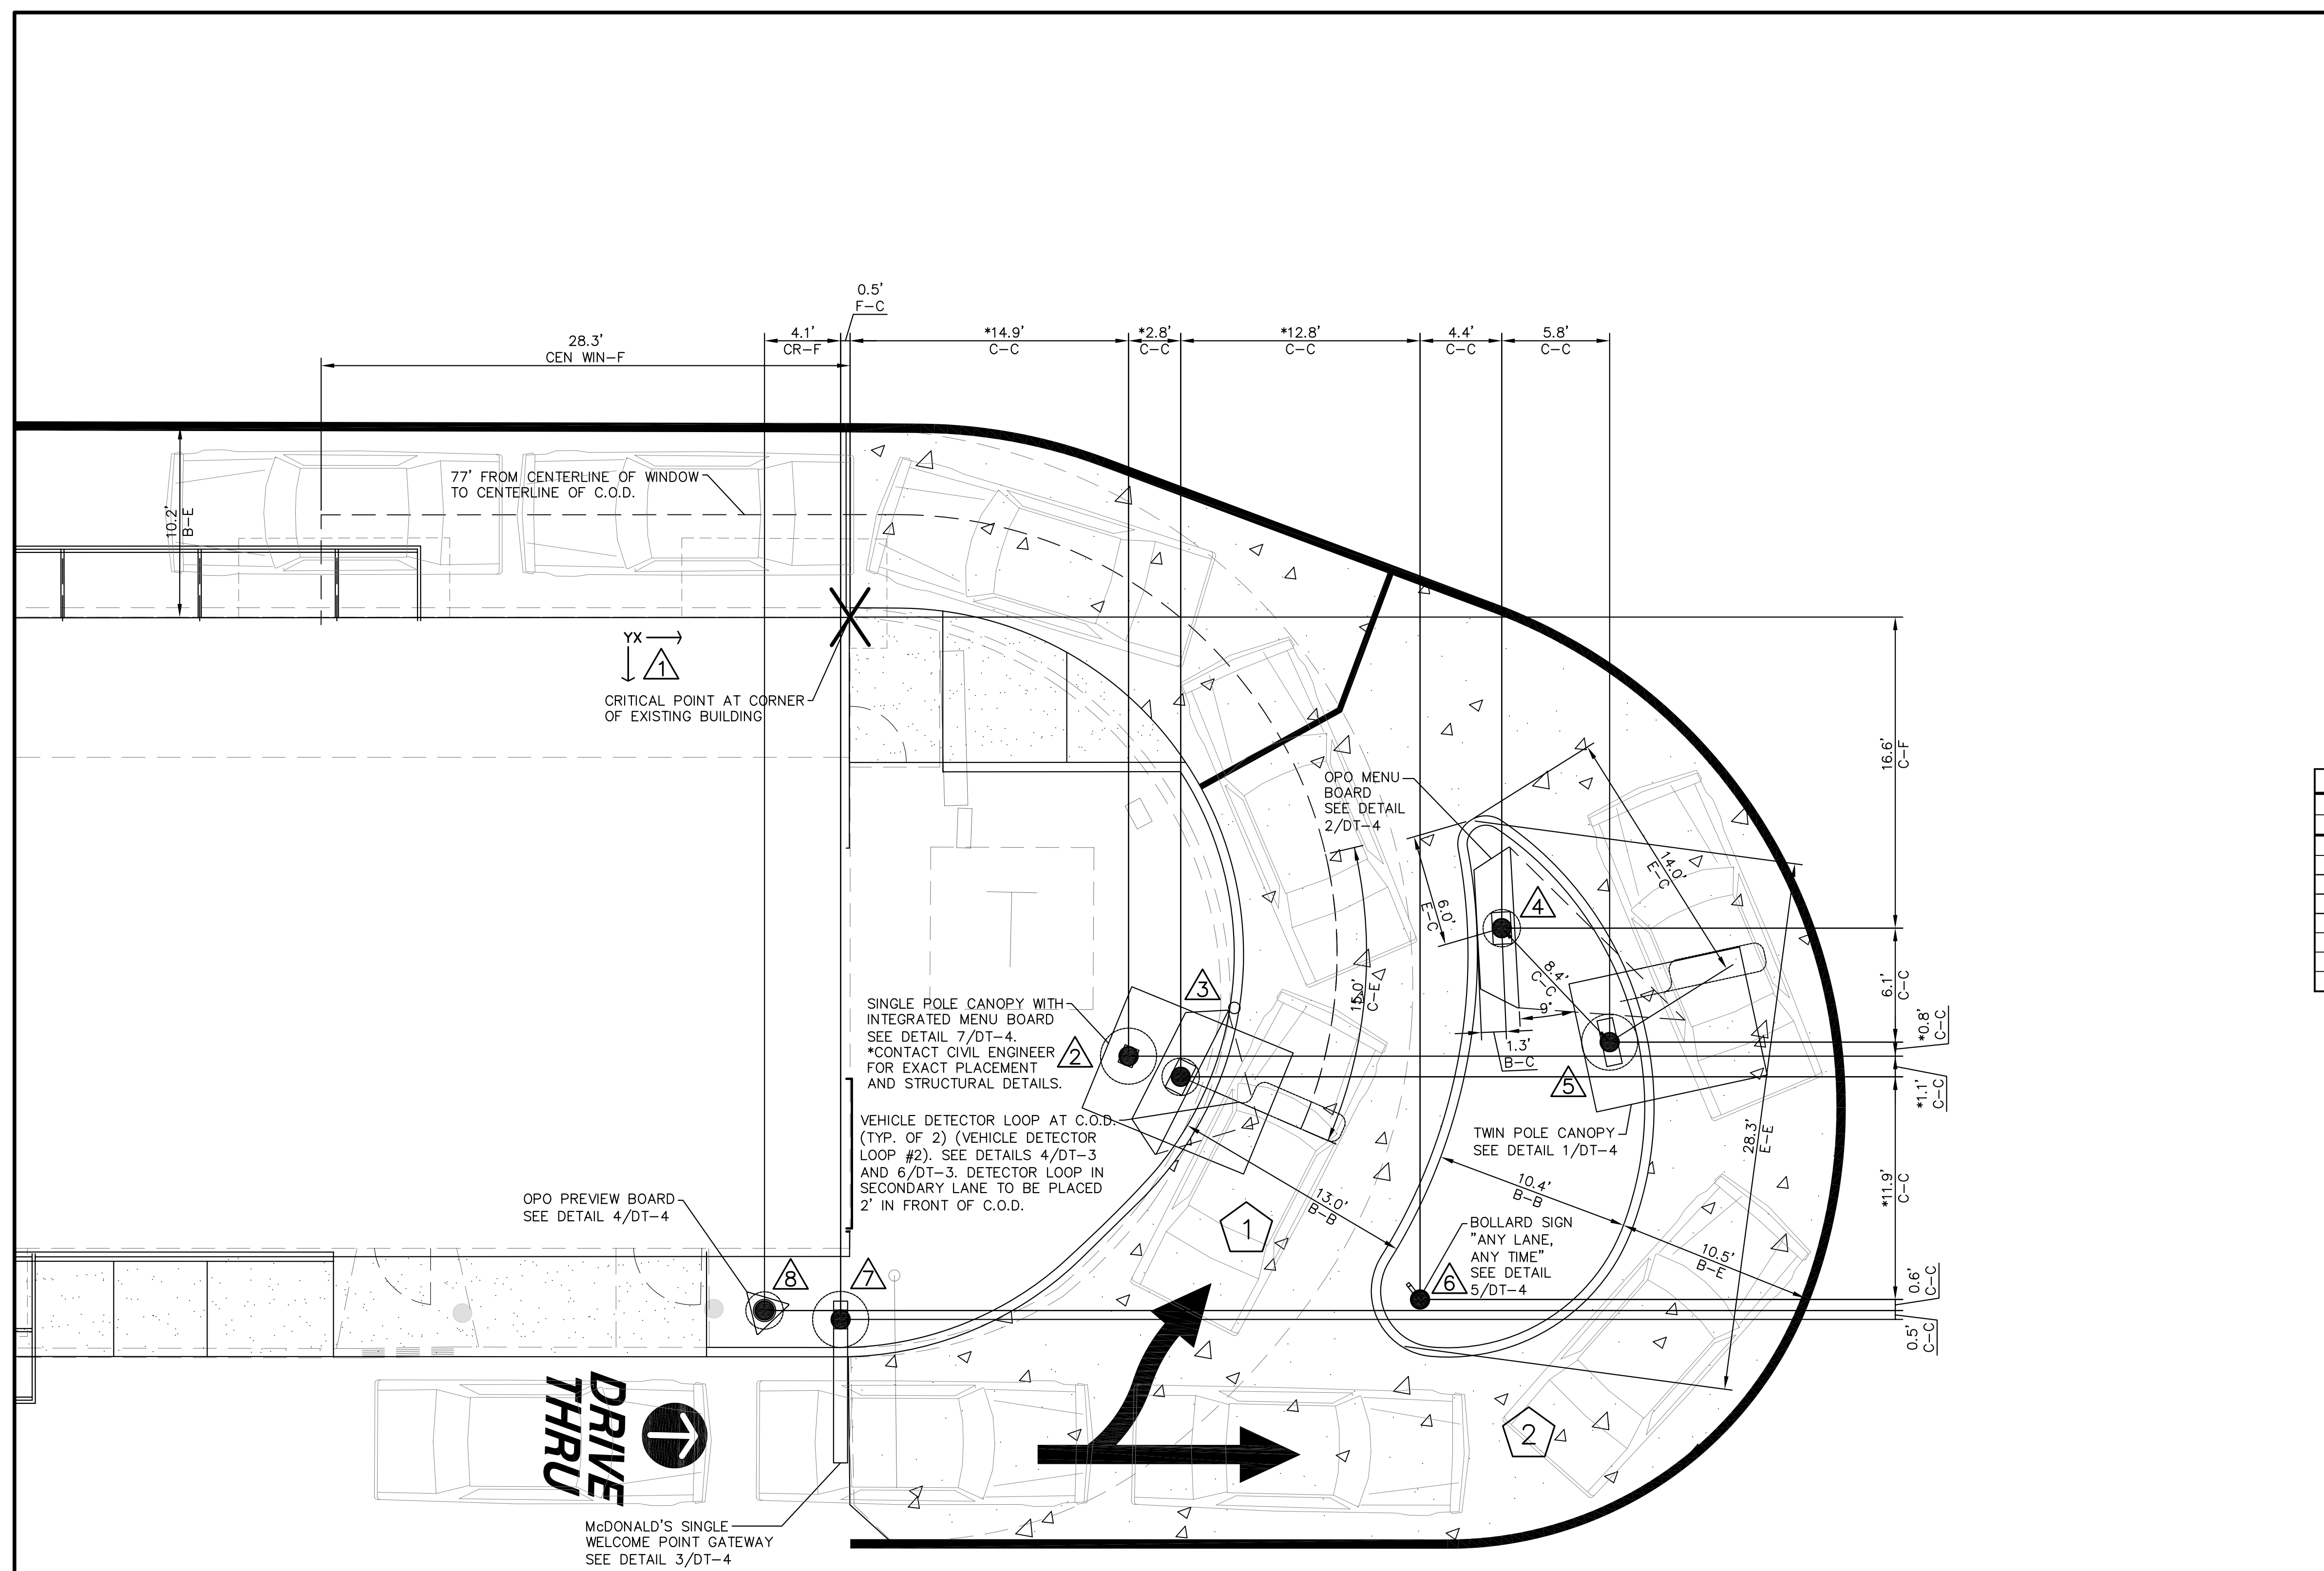 0.5'
F-C
28.3'
CEN WIN-F
4.1'
CR-F
*14.9'
C-C
*2.8'
C-C
*12.8'
C-C
4.4'
C-C
5.8'
C-C
10.2'
B-E
77' FROM CENTERLINE OF WINDOW
TO CENTERLINE OF C.O.D.
YX
1
CRITICAL POINT AT CORNER
OF EXISTING BUILDING
16.6'
C-F
OPO MENU
BOARD
SEE DETAIL
2/DT-4
14.0'
E-C
6.0'
E-C
4
8.4'
C-C
9'
1.3'
B-C
6.1'
C-C
*0.8'
C-C
*1.1'
C-C
15.0'
C-E
3
SINGLE POLE CANOPY WITH
INTEGRATED MENU BOARD
SEE DETAIL 7/DT-4.
*CONTACT CIVIL ENGINEER
FOR EXACT PLACEMENT
AND STRUCTURAL DETAILS.
2
5
VEHICLE DETECTOR LOOP AT C.O.D.
(TYP. OF 2) (VEHICLE DETECTOR
LOOP #2). SEE DETAILS 4/DT-3
AND 6/DT-3. DETECTOR LOOP IN
SECONDARY LANE TO BE PLACED
2' IN FRONT OF C.O.D.
TWIN POLE CANOPY
SEE DETAIL 1/DT-4
28.3'
E-E
*11.9'
C-C
10.4'
B-B
13.0'
B-B
10.5'
B-E
OPO PREVIEW BOARD
SEE DETAIL 4/DT-4
1
BOLLARD SIGN
"ANY LANE,
ANY TIME"
SEE DETAIL
5/DT-4
6
8
7
0.6'
C-C
0.5'
C-C
DRIVE
THRU
2
McDONALD'S SINGLE
WELCOME POINT GATEWAY
SEE DETAIL 3/DT-4